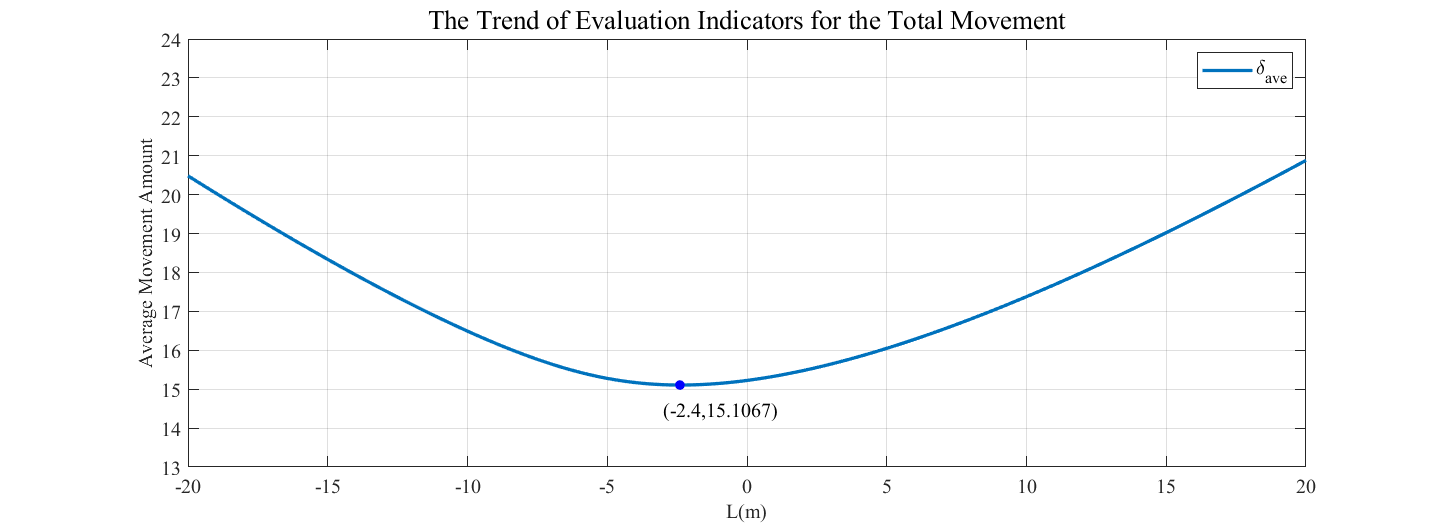 The Trend of Evaluation Indicators for the Total Movement
24
23
22
21
20
19
18
17
16
15
14
13
Average Movement Amount
δave
(-2.4,15.1067)
-20 -15 -10 -5 0 5 10 15 20
L(m)